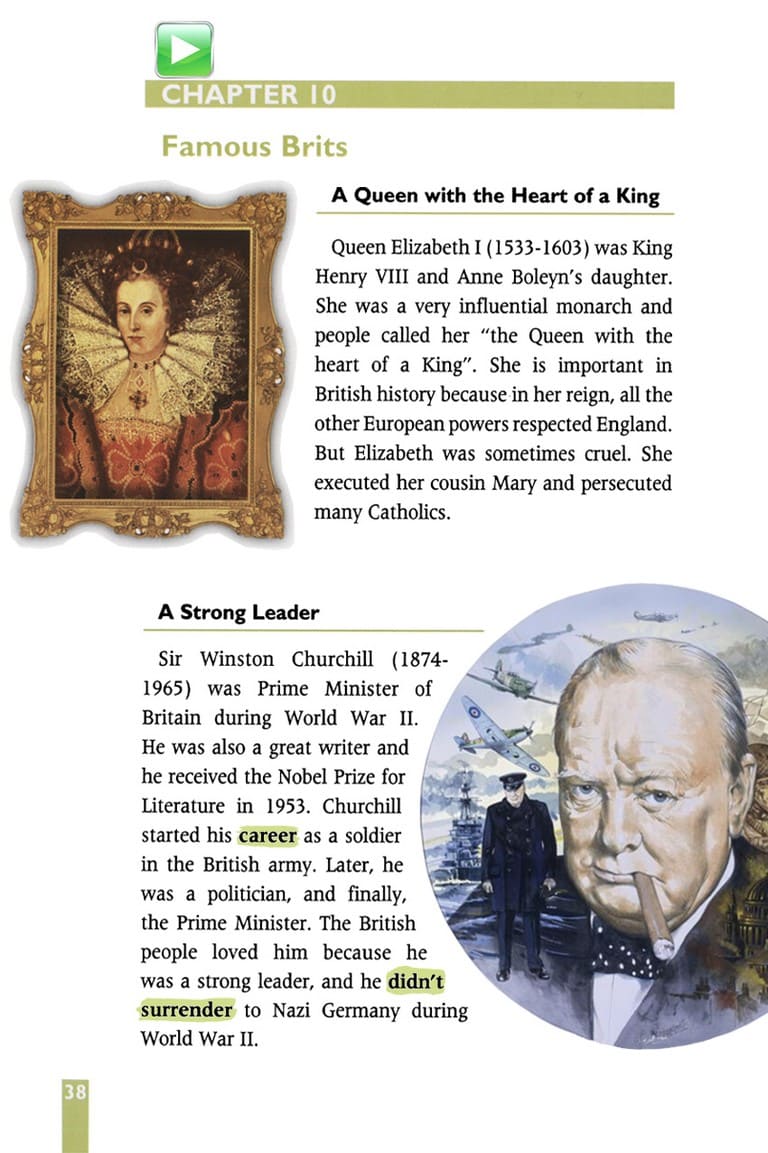 CHAPTER 10
Famous Brits
A Queen with the Heart of a King
Queen Elizabeth I (1533-1603) was King
Henry VIII and Anne Boleyn's daughter.
She was a very influential monarch and
people called her "the Queen with the
heart of a King". She is important in
British history because in her reign, all the
other European powers respected England.
But Elizabeth was sometimes cruel. She
executed her cousin Mary and persecuted
many Catholics.
A Strong Leader
Sir Winston Churchill (1874-
1965) was Prime Minister of
Britain during World War II.
He was also a great writer and
he received the Nobel Prize for
Literature in 1953. Churchill
started his career as a soldier
in the British army. Later, he
was a politician, and finally,
the Prime Minister. The British
people loved him because he
was a strong leader, and he didn't
surrender to Nazi Germany during
World War II.
38